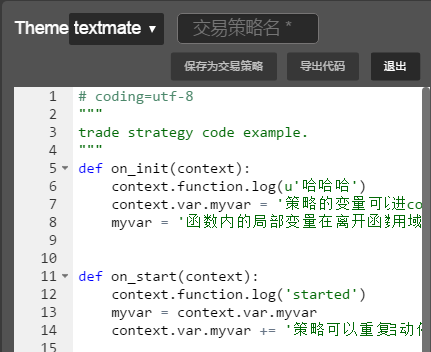 Theme textmate ▼ 交易策略名 *
保存为交易策略 导出代码 退出
1 # coding=utf-8
2 """
3 trade strategy code example.
4 """
5 def on_init(context):
6 context.function.log(u'哈哈哈')
7 context.var.myvar = '策略的变量可以进co
8 myvar = '函数内的局部变量在离开函数用域
9
10
11 def on_start(context):
12 context.function.log('started')
13 myvar = context.var.myvar
14 context.var.myvar += '策略可以重复启动